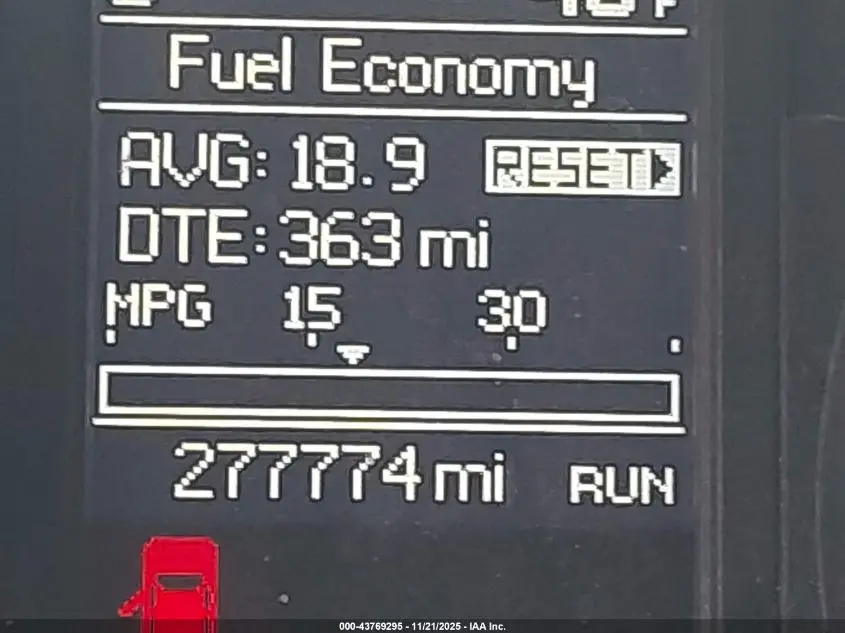 Fuel Economy
AVG: 18.9 RESET
DTE: 363 mi
MPG 15 30
277774 mi RUN
000-43769295 - 11/21/2025 - IAA Inc.